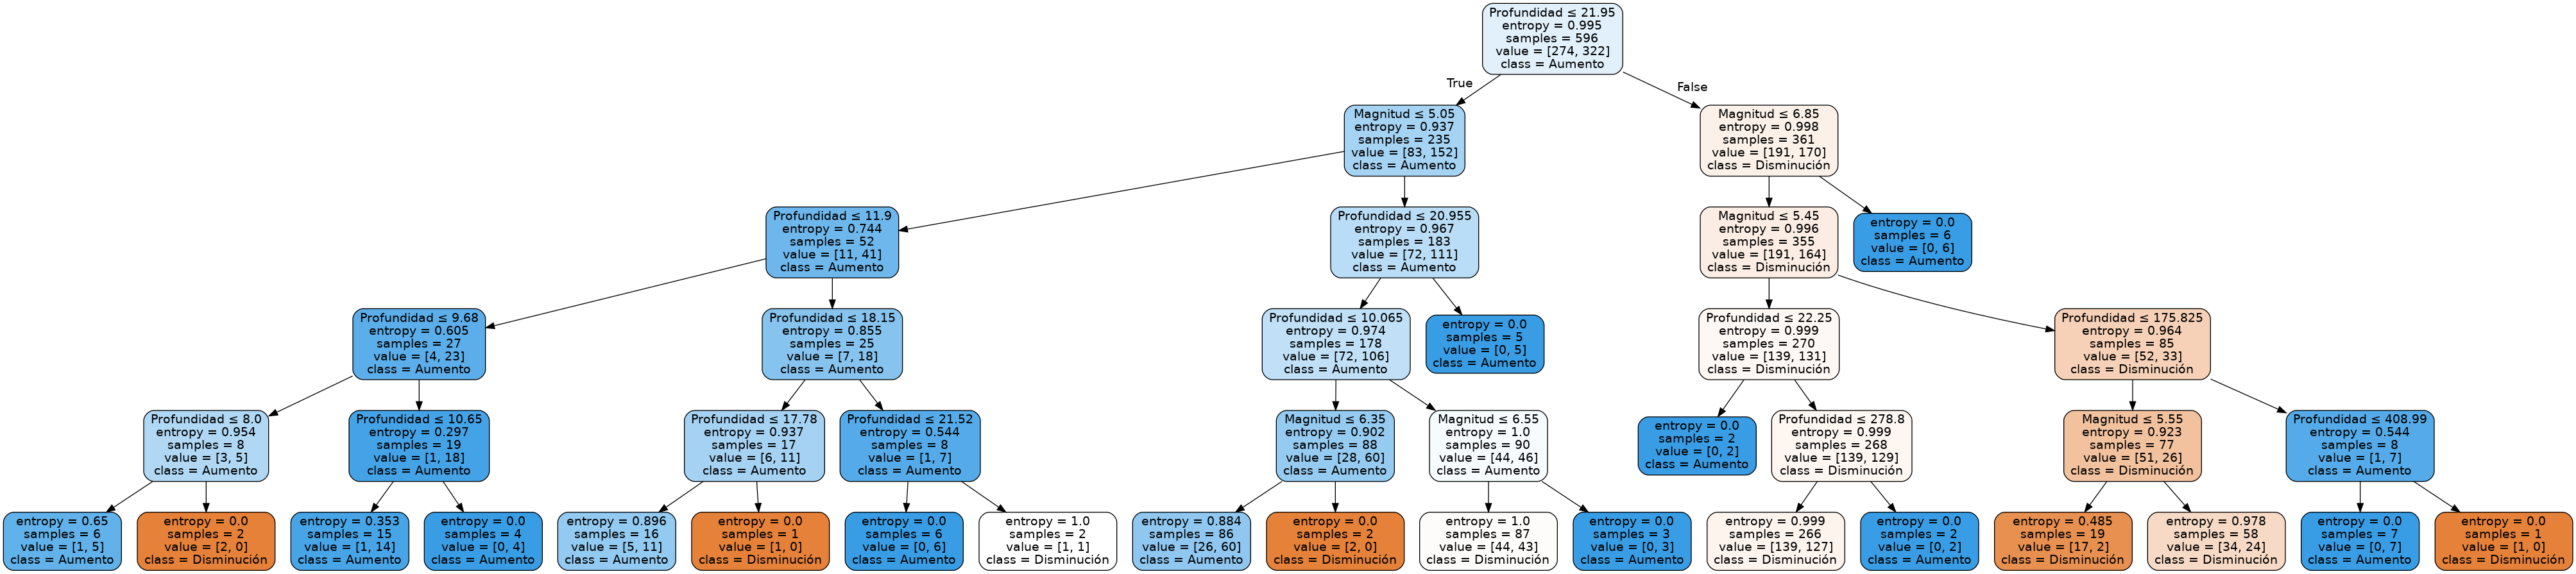 Profundidad ≤ 21.95
entropy = 0.995
samples = 596
value = [274, 322]
class = Aumento
True
False
Magnitud ≤ 5.05
entropy = 0.937
samples = 235
value = [83, 152]
class = Aumento
Magnitud ≤ 6.85
entropy = 0.998
samples = 361
value = [191, 170]
class = Disminución
Profundidad ≤ 11.9
entropy = 0.744
samples = 52
value = [11, 41]
class = Aumento
Profundidad ≤ 20.955
entropy = 0.967
samples = 183
value = [72, 111]
class = Aumento
Magnitud ≤ 5.45
entropy = 0.996
samples = 355
value = [191, 164]
class = Disminución
entropy = 0.0
samples = 6
value = [0, 6]
class = Aumento
Profundidad ≤ 9.68
entropy = 0.605
samples = 27
value = [4, 23]
class = Aumento
Profundidad ≤ 18.15
entropy = 0.855
samples = 25
value = [7, 18]
class = Aumento
Profundidad ≤ 10.065
entropy = 0.974
samples = 178
value = [72, 106]
class = Aumento
entropy = 0.0
samples = 5
value = [0, 5]
class = Aumento
Profundidad ≤ 22.25
entropy = 0.999
samples = 270
value = [139, 131]
class = Disminución
Profundidad ≤ 175.825
entropy = 0.964
samples = 85
value = [52, 33]
class = Disminución
Profundidad ≤ 8.0
entropy = 0.954
samples = 8
value = [3, 5]
class = Aumento
Profundidad ≤ 10.65
entropy = 0.297
samples = 19
value = [1, 18]
class = Aumento
Profundidad ≤ 17.78
entropy = 0.937
samples = 17
value = [6, 11]
class = Aumento
Profundidad ≤ 21.52
entropy = 0.544
samples = 8
value = [1, 7]
class = Aumento
Magnitud ≤ 6.35
entropy = 0.902
samples = 88
value = [28, 60]
class = Aumento
Magnitud ≤ 6.55
entropy = 1.0
samples = 90
value = [44, 46]
class = Aumento
entropy = 0.0
samples = 2
value = [0, 2]
class = Aumento
Profundidad ≤ 278.8
entropy = 0.999
samples = 268
value = [139, 129]
class = Disminución
Magnitud ≤ 5.55
entropy = 0.923
samples = 77
value = [51, 26]
class = Disminución
Profundidad ≤ 408.99
entropy = 0.544
samples = 8
value = [1, 7]
class = Aumento
entropy = 0.65
samples = 6
value = [1, 5]
class = Aumento
entropy = 0.0
samples = 2
value = [2, 0]
class = Disminución
entropy = 0.353
samples = 15
value = [1, 14]
class = Aumento
entropy = 0.0
samples = 4
value = [0, 4]
class = Aumento
entropy = 0.896
samples = 16
value = [5, 11]
class = Aumento
entropy = 0.0
samples = 1
value = [1, 0]
class = Disminución
entropy = 0.0
samples = 6
value = [0, 6]
class = Aumento
entropy = 1.0
samples = 2
value = [1, 1]
class = Disminución
entropy = 0.884
samples = 86
value = [26, 60]
class = Aumento
entropy = 0.0
samples = 2
value = [2, 0]
class = Disminución
entropy = 1.0
samples = 87
value = [44, 43]
class = Disminución
entropy = 0.0
samples = 3
value = [0, 3]
class = Aumento
entropy = 0.999
samples = 266
value = [139, 127]
class = Disminución
entropy = 0.0
samples = 2
value = [0, 2]
class = Aumento
entropy = 0.485
samples = 19
value = [17, 2]
class = Disminución
entropy = 0.978
samples = 58
value = [34, 24]
class = Disminución
entropy = 0.0
samples = 7
value = [0, 7]
class = Aumento
entropy = 0.0
samples = 1
value = [1, 0]
class = Disminución